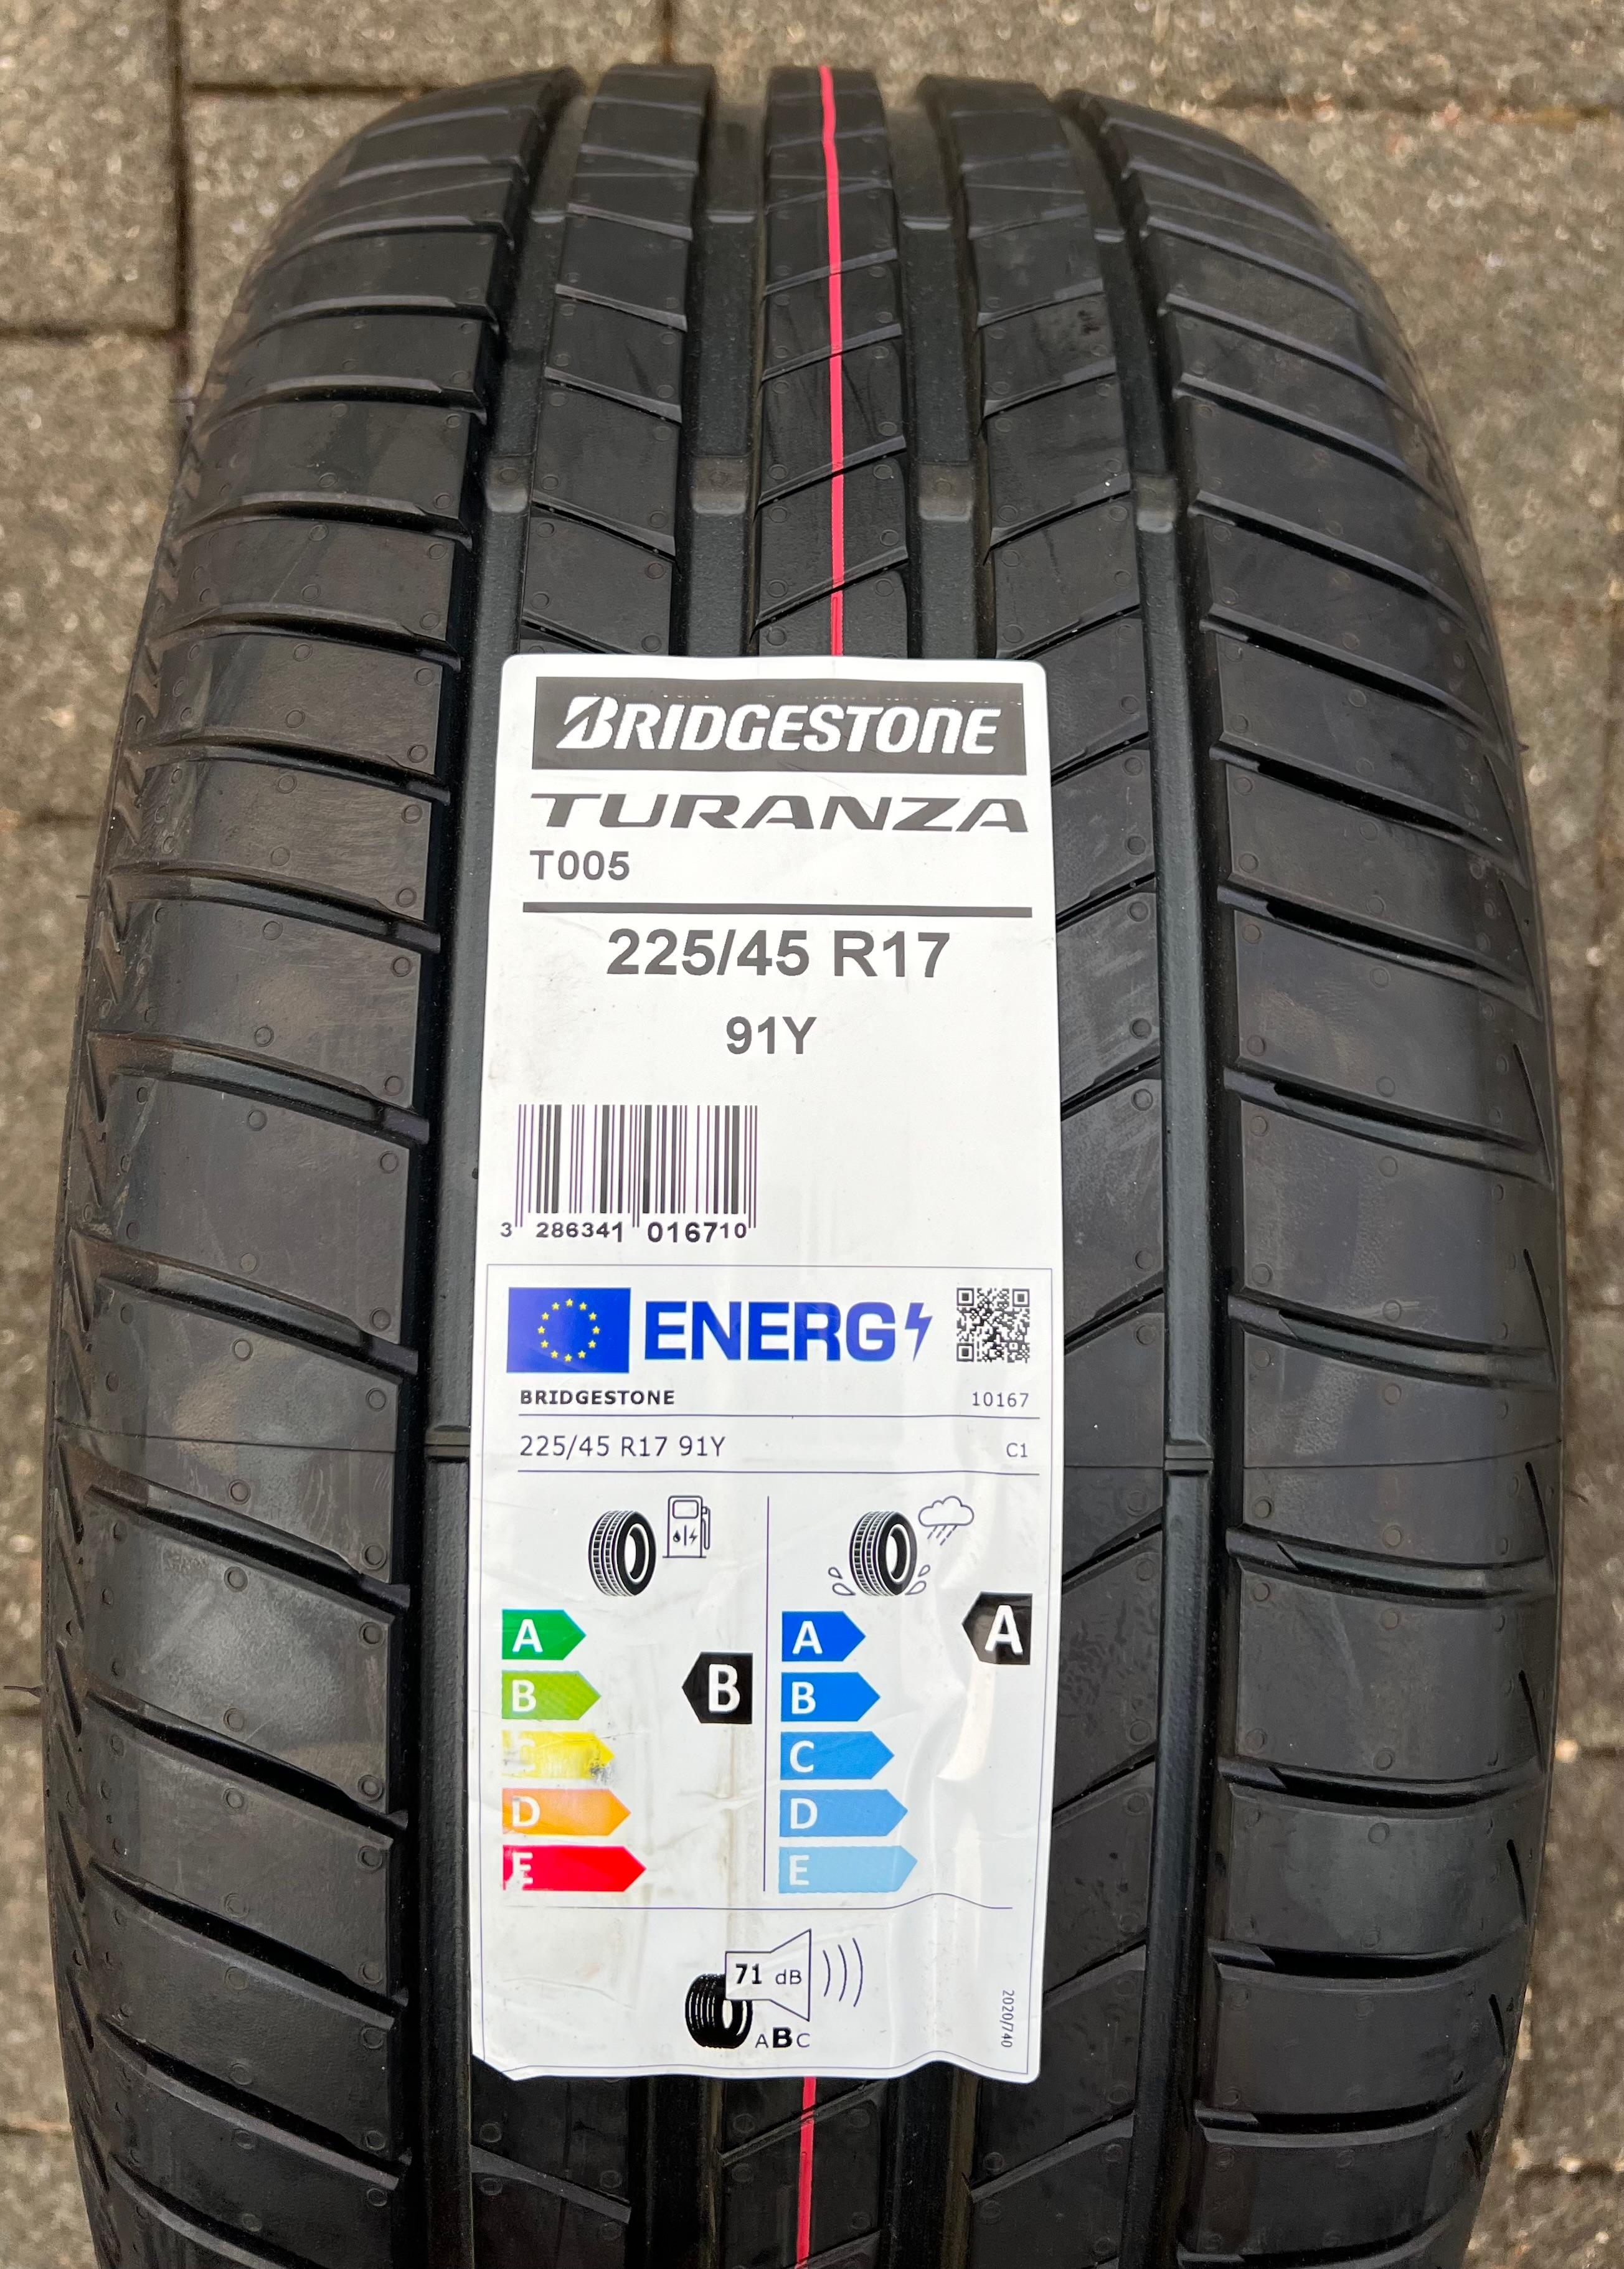 BRIDGESTONE
TURANZA
T005
225/45 R17
91Y
3 286341 016710
ENERG
BRIDGESTONE 10167
225/45 R17 91Y C1
A A A
B B B
C C
D D
E E
71 dB
ABC
2020/740